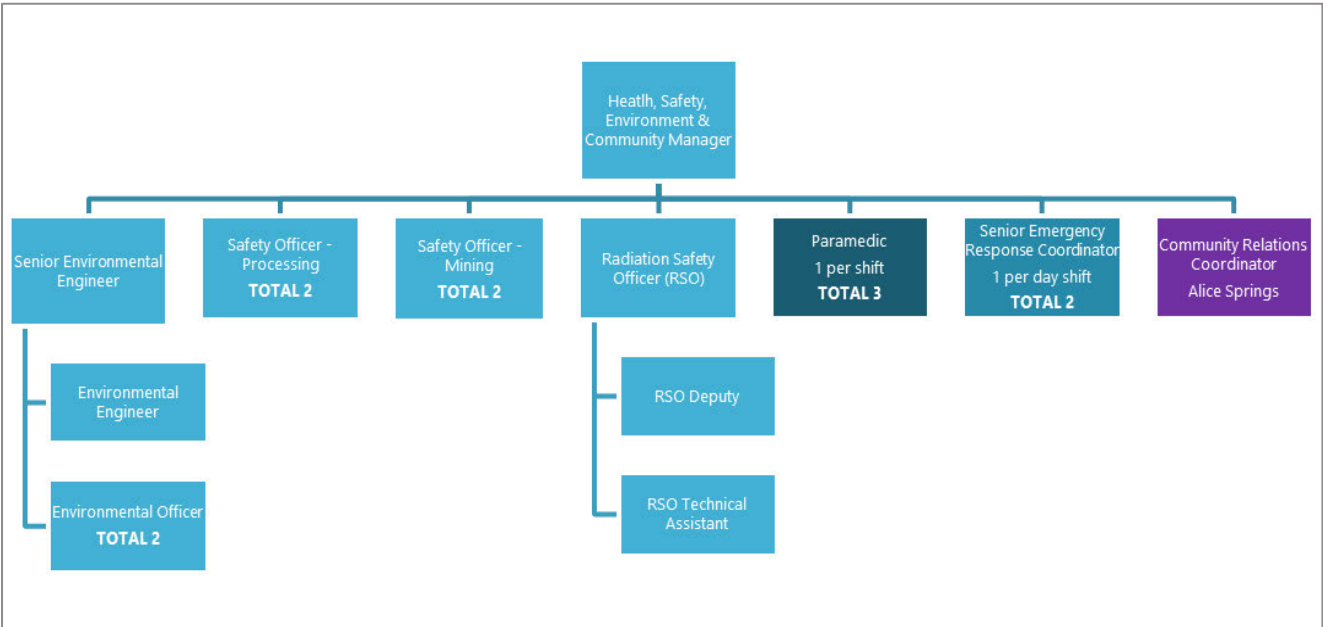 Heatlh, Safety,
Environment &
Community Manager
Senior Environmental
Engineer
Safety Officer -
Processing
TOTAL 2
Safety Officer -
Mining
TOTAL 2
Radiation Safety
Officer (RSO)
Paramedic
1 per shift
TOTAL 3
Senior Emergency
Response Coordinator
1 per day shift
TOTAL 2
Community Relations
Coordinator
Alice Springs
Environmental
Engineer
Environmental Officer
TOTAL 2
RSO Deputy
RSO Technical
Assistant